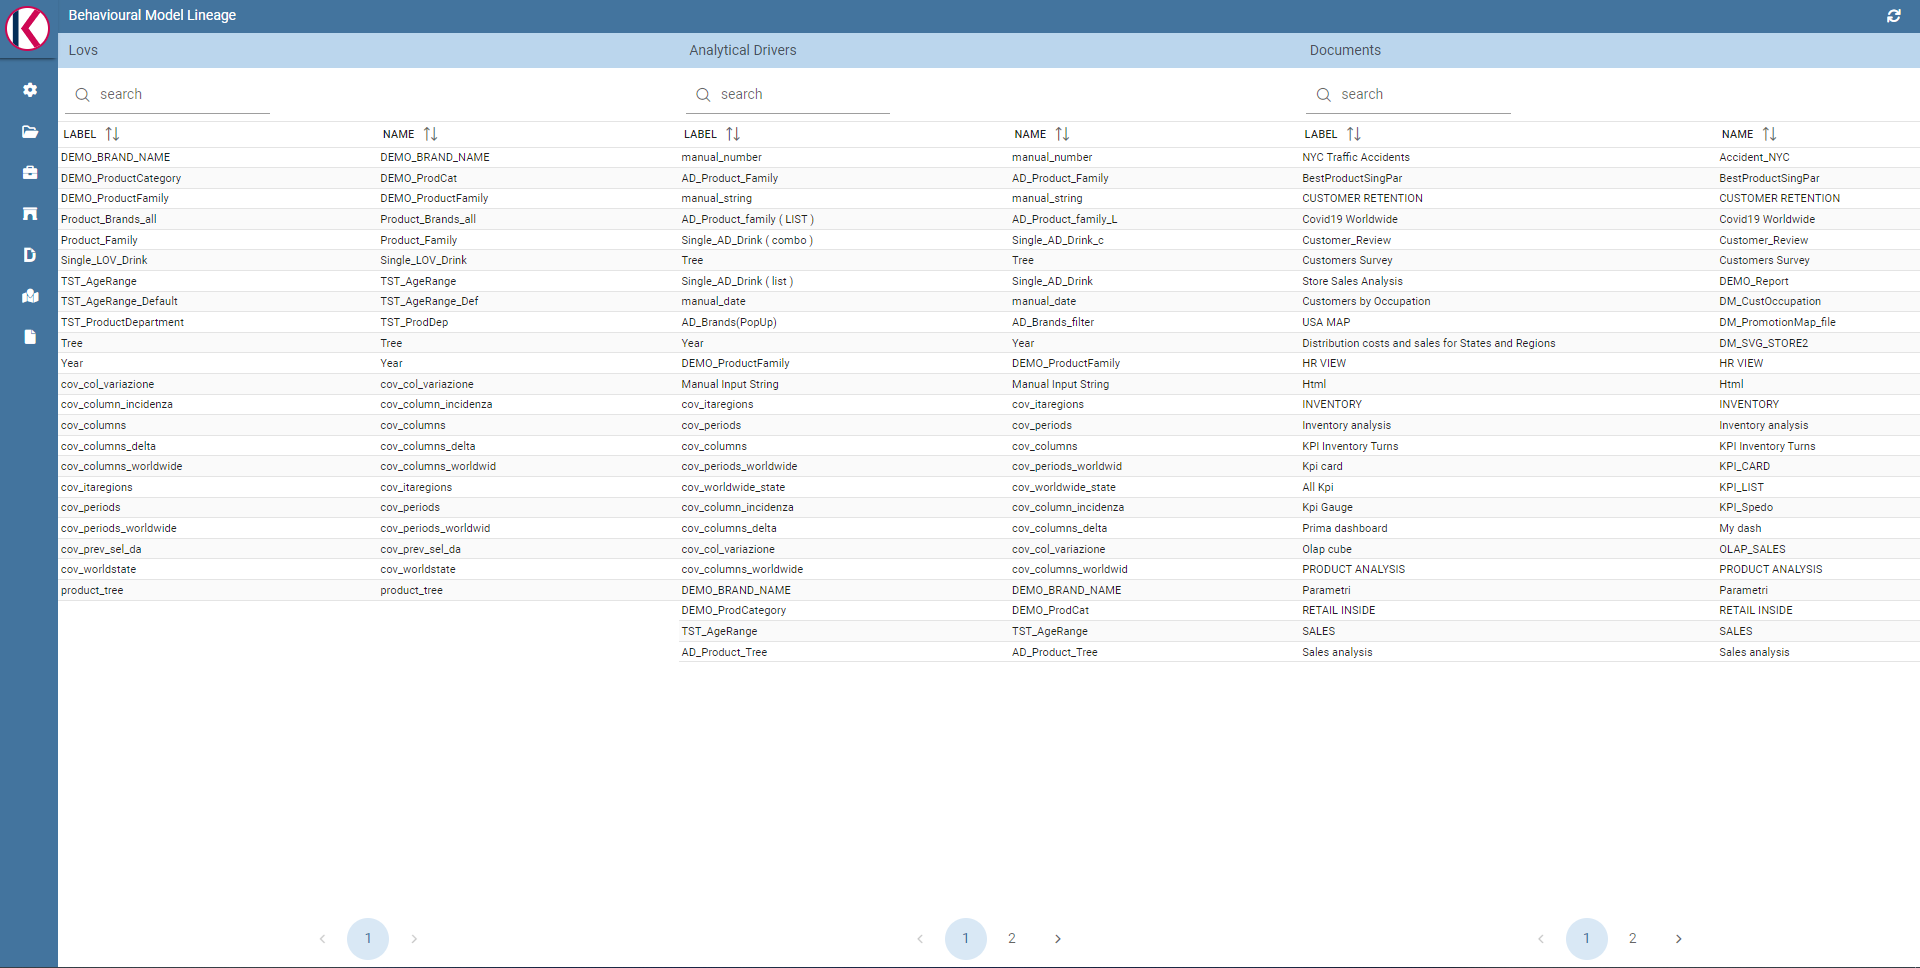 Behavioural Model Lineage
Lovs Analytical Drivers Documents
search search search
LABEL NAME LABEL NAME LABEL NAME
DEMO_BRAND_NAME DEMO_BRAND_NAME manual_number manual_number NYC Traffic Accidents Accident_NYC
DEMO_ProductCategory DEMO_ProdCat AD_Product_Family AD_Product_Family BestProductSingPar BestProductSingPar
DEMO_ProductFamily DEMO_ProductFamily manual_string manual_string CUSTOMER RETENTION CUSTOMER RETENTION
Product_Brands_all Product_Brands_all AD_Product_family ( LIST ) AD_Product_family_L Covid19 Worldwide Covid19 Worldwide
Product_Family Product_Family Single_AD_Drink ( combo ) Single_AD_Drink_c Customer_Review Customer_Review
Single_LOV_Drink Single_LOV_Drink Tree Tree Customers Survey Customers Survey
TST_AgeRange TST_AgeRange Single_AD_Drink ( list ) Single_AD_Drink Store Sales Analysis DEMO_Report
TST_AgeRange_Default TST_AgeRange_Def manual_date manual_date Customers by Occupation DM_CustOccupation
TST_ProductDepartment TST_ProdDep AD_Brands(PopUp) AD_Brands_filter USA MAP DM_PromotionMap_file
Tree Tree Year Year Distribution costs and sales for States and Regions DM_SVG_STORE2
Year Year DEMO_ProductFamily DEMO_ProductFamily HR VIEW HR VIEW
cov_col_variazione cov_col_variazione Manual Input String Manual Input String Html Html
cov_column_incidenza cov_column_incidenza cov_itaregions cov_itaregions INVENTORY INVENTORY
cov_columns cov_columns cov_periods cov_periods Inventory analysis Inventory analysis
cov_columns_delta cov_columns_delta cov_columns cov_columns KPI Inventory Turns KPI Inventory Turns
cov_columns_worldwide cov_columns_worldwid cov_periods_worldwide cov_periods_worldwid Kpi card KPI_CARD
cov_itaregions cov_itaregions cov_worldwide_state cov_worldwide_state All Kpi KPI_LIST
cov_periods cov_periods cov_column_incidenza cov_column_incidenza Kpi Gauge KPI_Spedo
cov_periods_worldwide cov_periods_worldwid cov_columns_delta cov_columns_delta Prima dashboard My dash
cov_prev_sel_da cov_prev_sel_da cov_col_variazione cov_col_variazione Olap cube OLAP_SALES
cov_worldstate cov_worldstate cov_columns_worldwide cov_columns_worldwid PRODUCT ANALYSIS PRODUCT ANALYSIS
product_tree product_tree DEMO_BRAND_NAME DEMO_BRAND_NAME Parametri Parametri
DEMO_ProdCategory DEMO_ProdCat RETAIL INSIDE RETAIL INSIDE
TST_AgeRange TST_AgeRange SALES SALES
AD_Product_Tree AD_Product_Tree Sales analysis Sales analysis
1 1 2 1 2